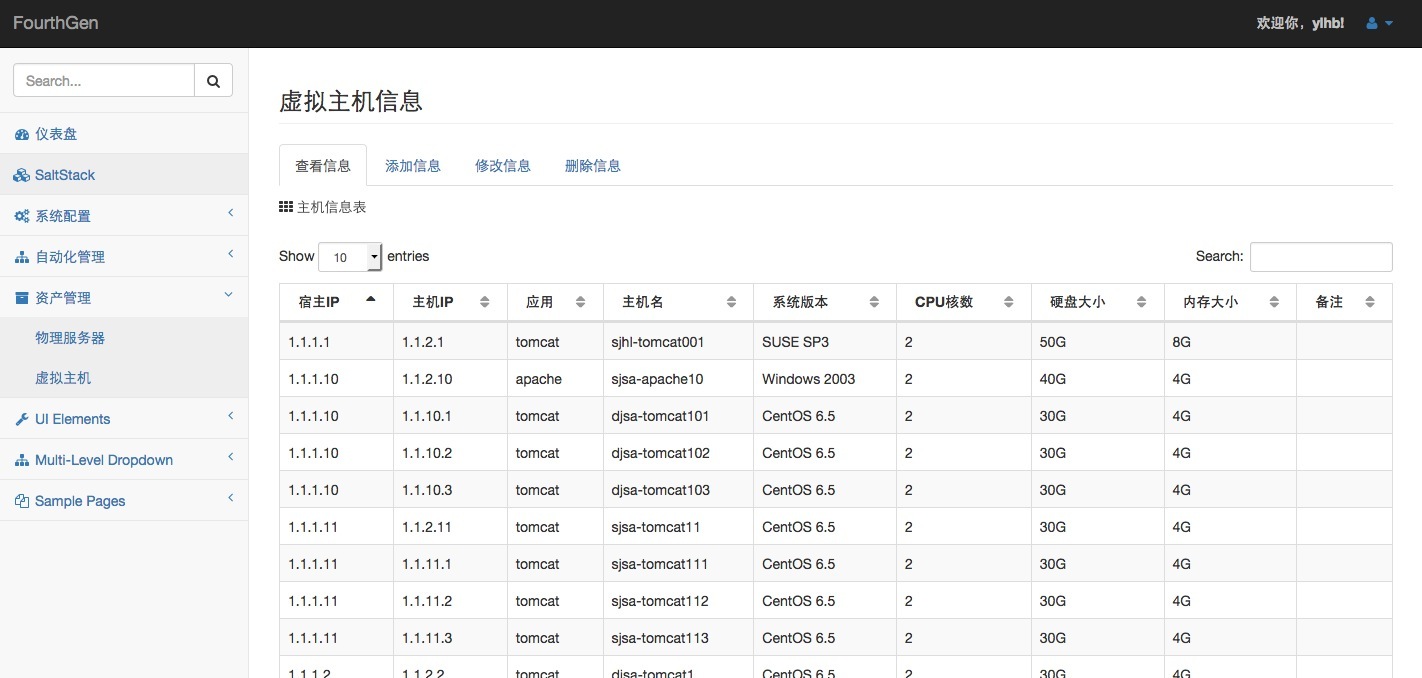 FourthGen 欢迎你，ylhb!
Search...
仪表盘
SaltStack
系统配置
自动化管理
资产管理
物理服务器
虚拟主机
UI Elements
Multi-Level Dropdown
Sample Pages
虚拟主机信息
查看信息 添加信息 修改信息 删除信息
主机信息表
Show 10 entries Search:
宿主IP 主机IP 应用 主机名 系统版本 CPU核数 硬盘大小 内存大小 备注
1.1.1.1 1.1.2.1 tomcat sjhl-tomcat001 SUSE SP3 2 50G 8G
1.1.1.10 1.1.2.10 apache sjsa-apache10 Windows 2003 2 40G 4G
1.1.1.10 1.1.10.1 tomcat djsa-tomcat101 CentOS 6.5 2 30G 4G
1.1.1.10 1.1.10.2 tomcat djsa-tomcat102 CentOS 6.5 2 30G 4G
1.1.1.10 1.1.10.3 tomcat djsa-tomcat103 CentOS 6.5 2 30G 4G
1.1.1.11 1.1.2.11 tomcat sjsa-tomcat11 CentOS 6.5 2 30G 4G
1.1.1.11 1.1.11.1 tomcat sjsa-tomcat111 CentOS 6.5 2 30G 4G
1.1.1.11 1.1.11.2 tomcat sjsa-tomcat112 CentOS 6.5 2 30G 4G
1.1.1.11 1.1.11.3 tomcat sjsa-tomcat113 CentOS 6.5 2 30G 4G
1.1.1.2 1.1.2.2 tomcat djsa-tomcat1 CentOS 6.5 2 30G 4G